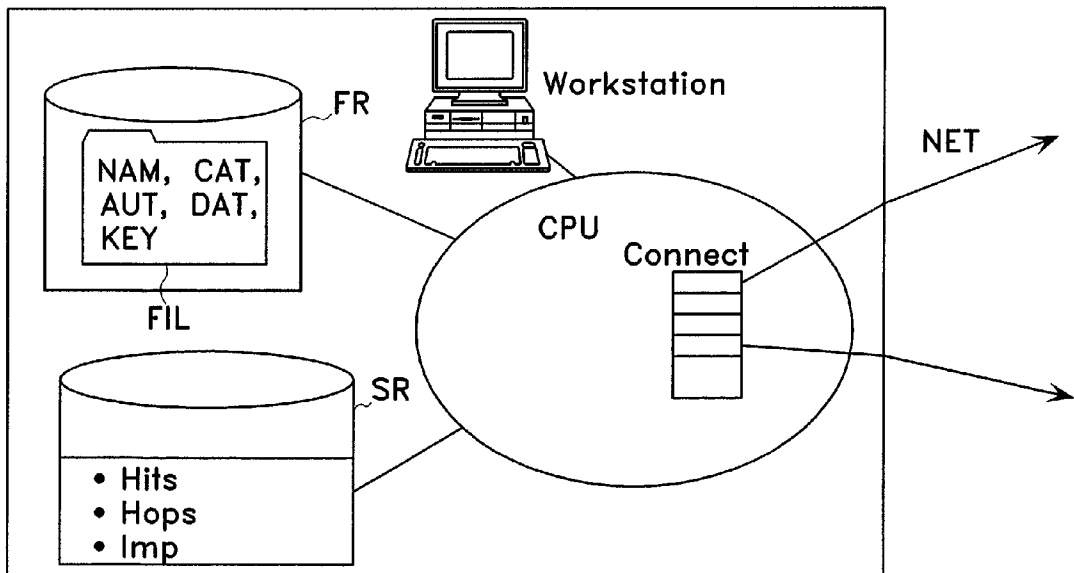 Workstation
FR
NET
NAM, CAT,
AUT, DAT,
KEY
CPU
Connect
FIL
SR
• Hits
• Hops
• Imp